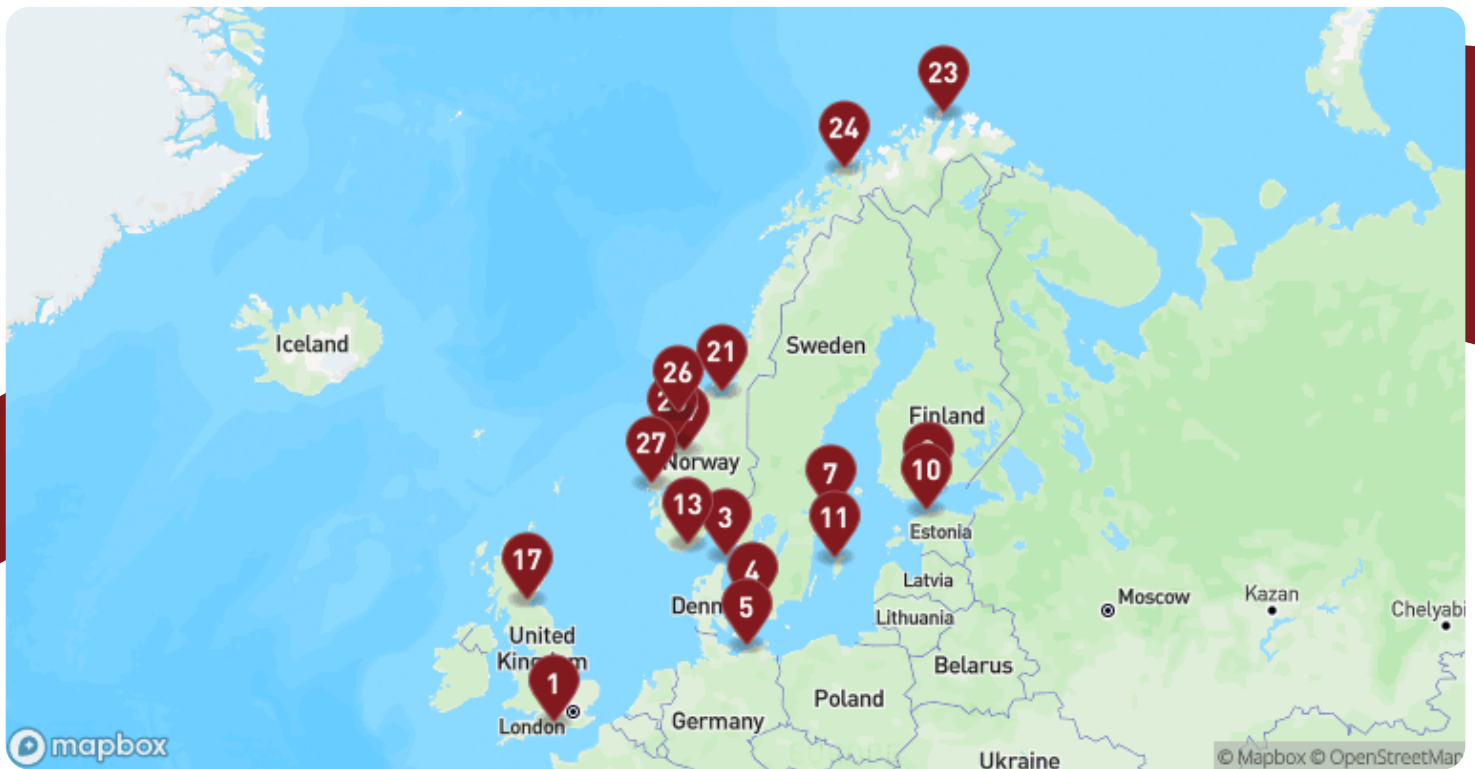 23
24
Iceland
Sweden
21
26
Finland
27
Norway
7
10
13
3
11
Estonia
17
4
Latvia
5
Lithuania
Moscow
Kazan
United
Belarus
1
Poland
London
Germany
Ukraine
mapbox
© Mapbox © OpenStreetMap